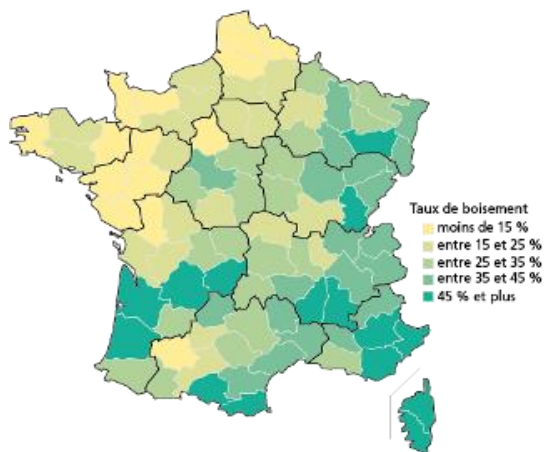 Taux de boisement
moins de 15 %
entre 15 et 25 %
entre 25 et 35 %
entre 35 et 45 %
45 % et plus